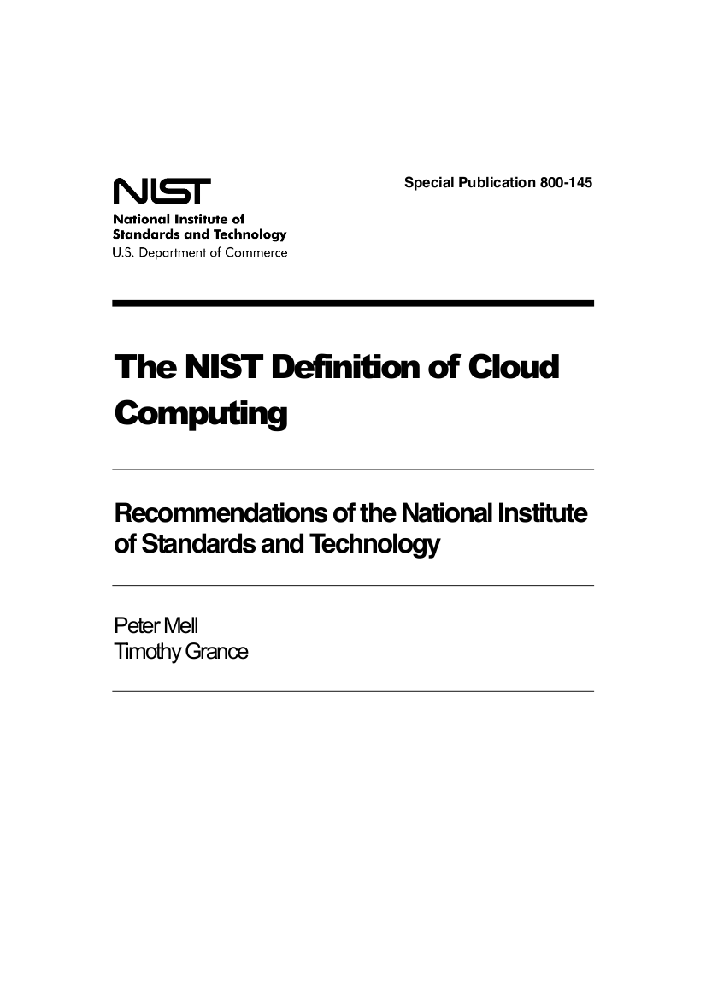 NIST
Special Publication 800-145
National Institute of
Standards and Technology
U.S. Department of Commerce
The NIST Definition of Cloud
Computing
Recommendations of the National Institute
of Standards and Technology
Peter Mell
Timothy Grance